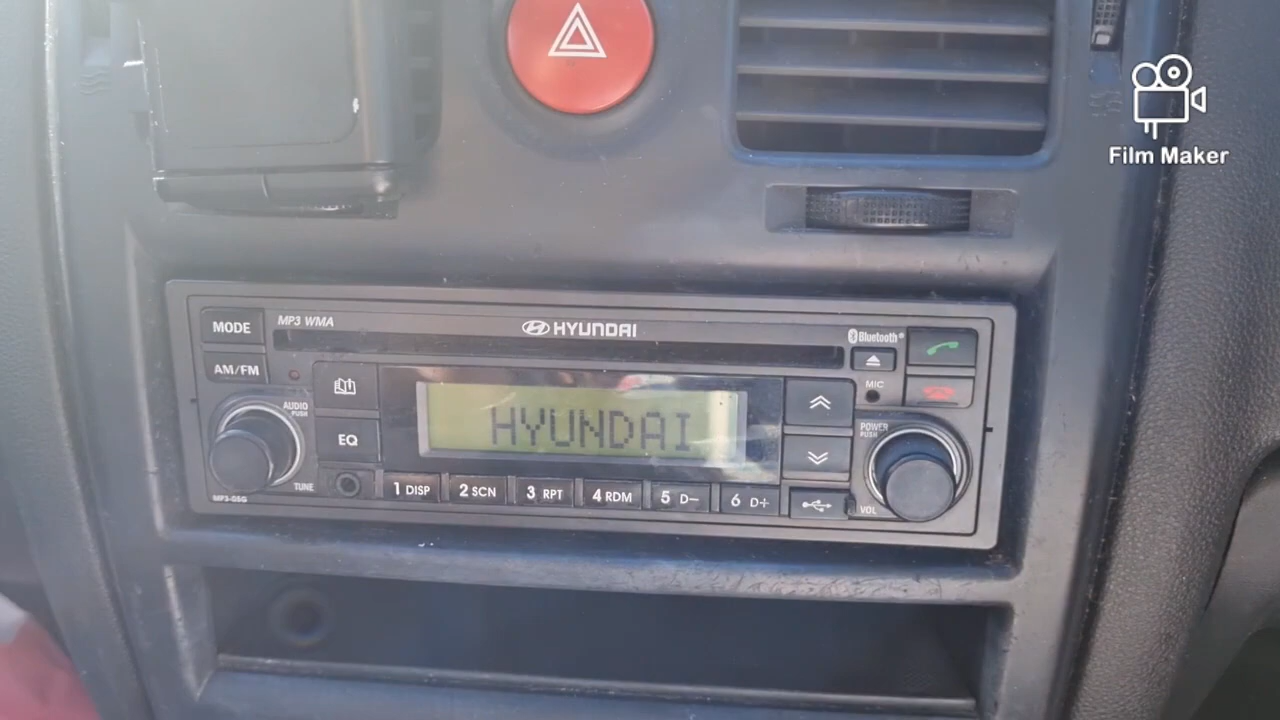 Film Maker
MODE
MP3 WMA
HYUNDAI
Bluetooth®
AM/FM
MIC
AUDIO
PUSH
EQ
HYUNDAI
POWER
PUSH
TUNE
1 DISP
2 SCN
3 RPT
4 RDM
5 D-
6 D+
VOL